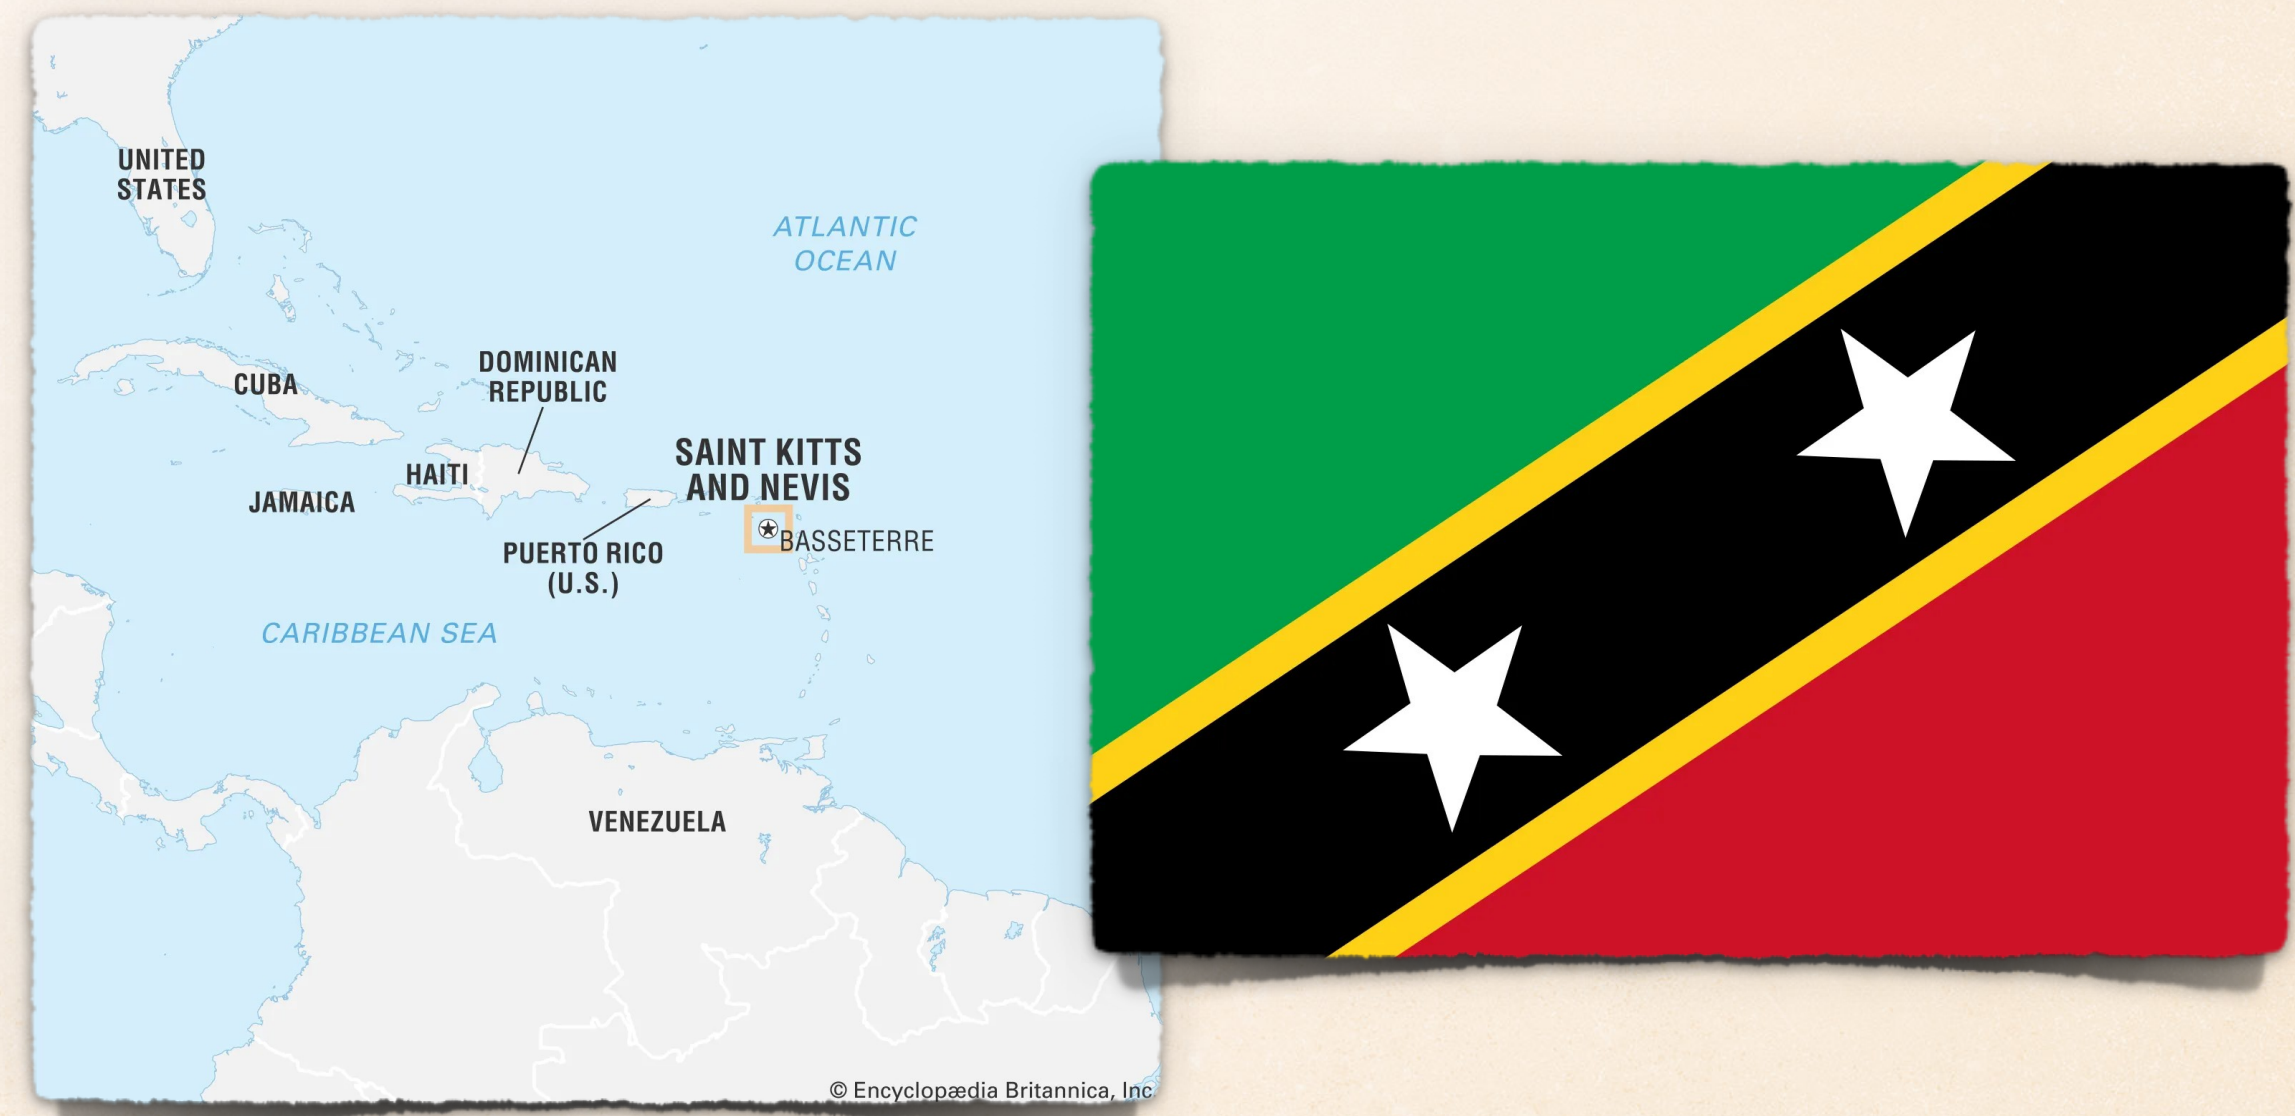 UNITED
STATES
ATLANTIC
OCEAN
DOMINICAN
REPUBLIC
CUBA
SAINT KITTS
AND NEVIS
HAITI
JAMAICA
BASSETERRE
PUERTO RICO
(U.S.)
CARIBBEAN SEA
VENEZUELA
© Encyclopædia Britannica, Inc